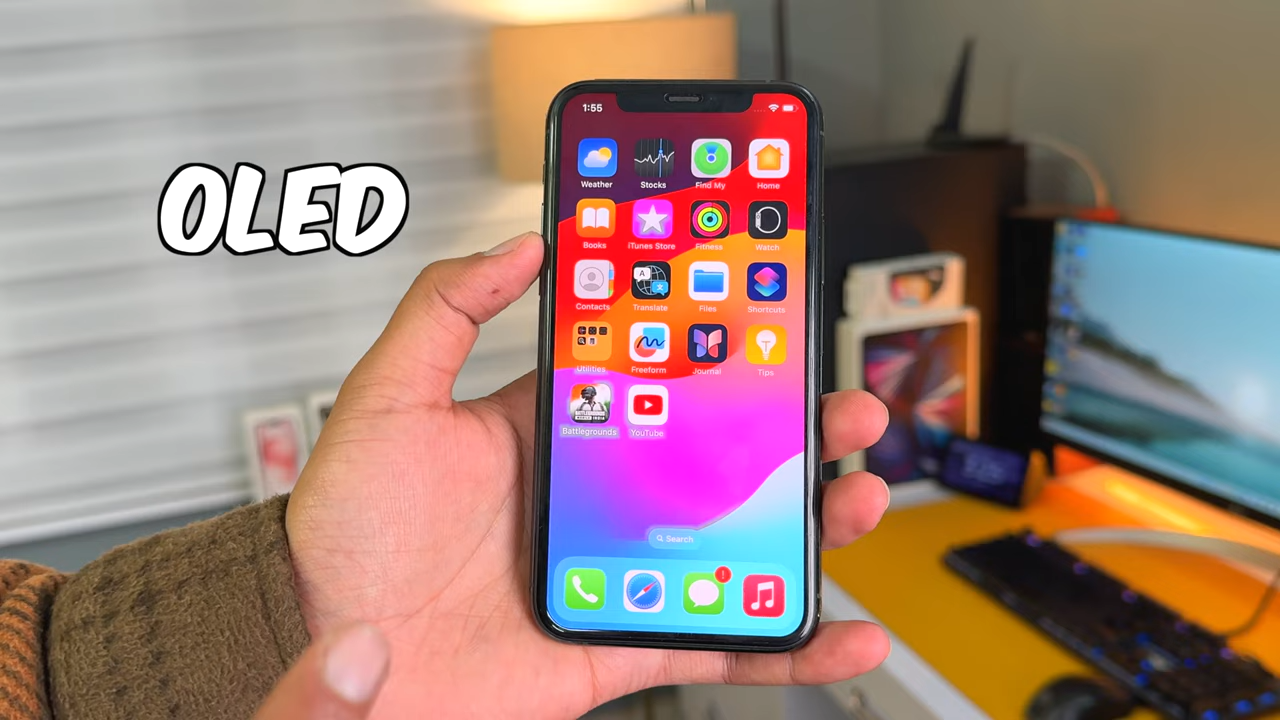 OLED
1:55
Weather Stocks Find My Home
Books iTunes Store Fitness Watch
Contacts Translate Files Shortcuts
Utilities Freeform Journal Tips
Battlegrounds YouTube
Search